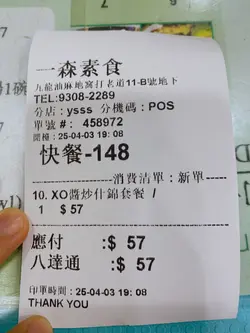 一森素食
九龍油麻地窩打老道11-B號地下
TEL:9308-2289
分店:ysss 分機碼:POS
單號#: 458972
開檯:25-04-03 19:08
快餐-148
消費清單:新單
10. XO醬炒什錦套餐 /
1 $ 57
應付 :$ 57
八達通 :$ 57
印單時間:25-04-03 19:08
THANK YOU